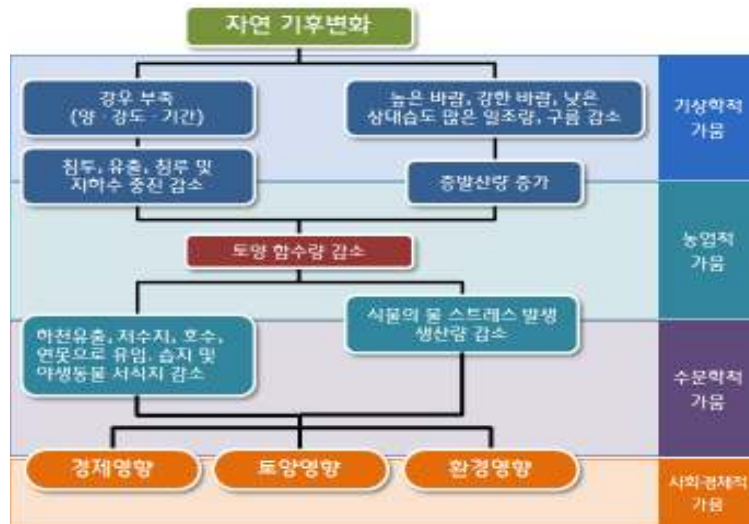 자연 기후변화
강우 부족
(양·강도·기간)
높은 바람, 강한 바람, 낮은
상대습도 많은 일조량, 구름 감소
기상학적
가뭄
침투, 유출, 침루 및
지하수 충진 감소
증발산량 증가
토양 함수량 감소
농업적
가뭄
하천유출, 저수지, 호수,
연못으로 유입. 습지 및
야생동물 서식지 감소
식물의 물 스트레스 발생
생산량 감소
수문학적
가뭄
경제영향
토양영향
환경영향
사회·경제적
가뭄